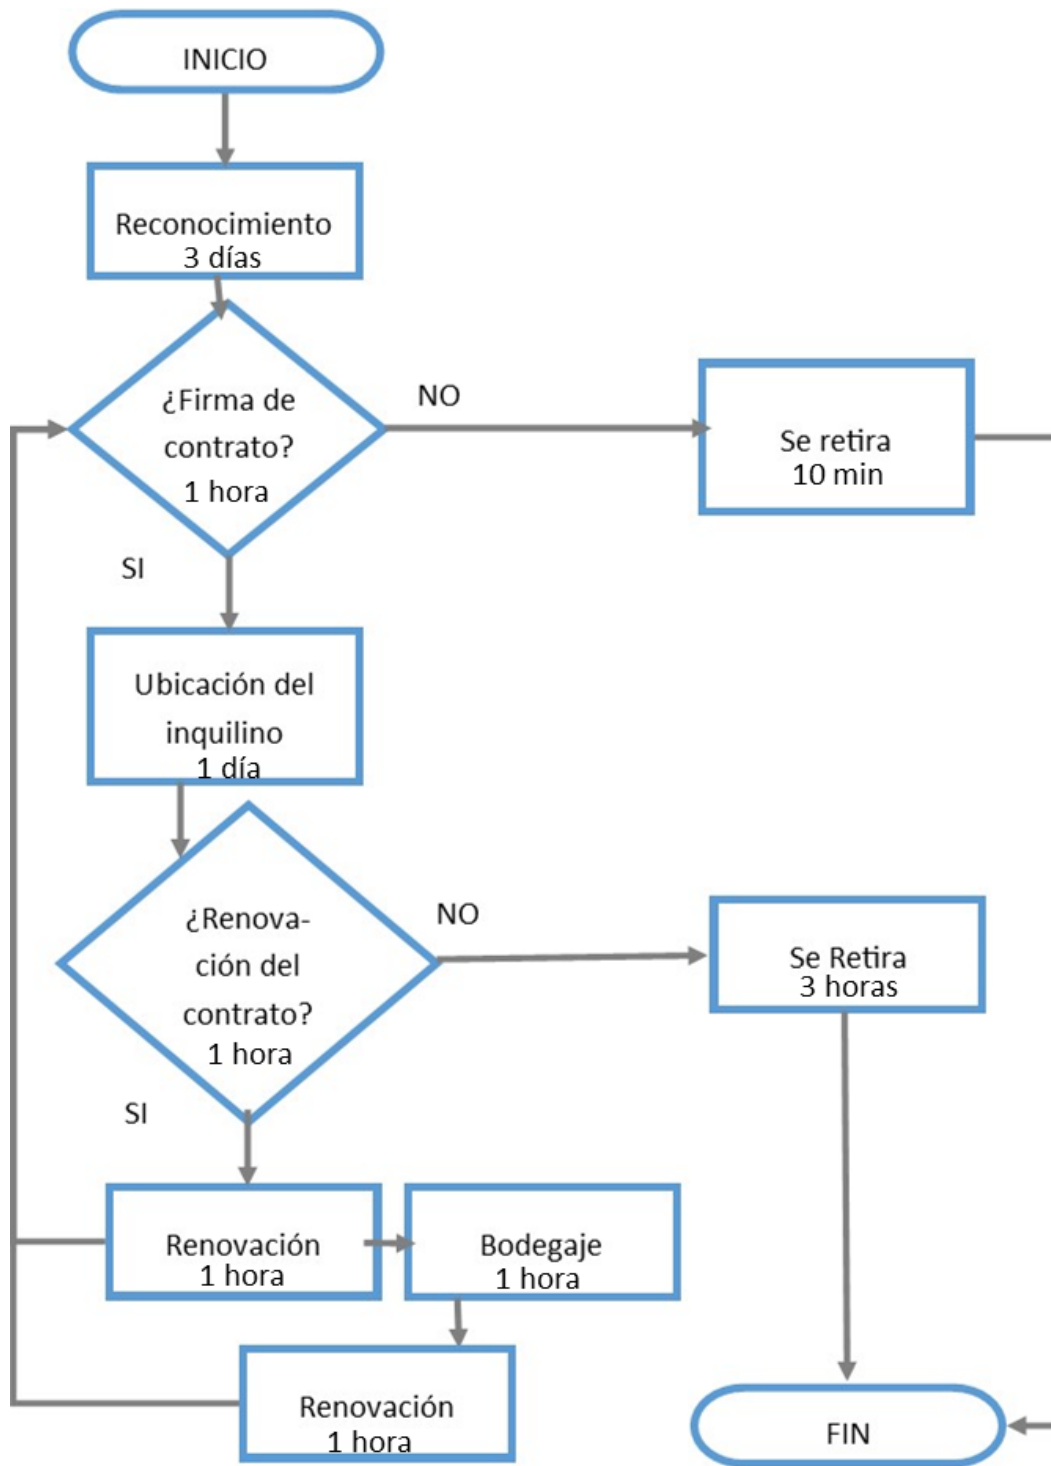 INICIO
Reconocimiento
3 días
¿Firma de
contrato?
1 hora
NO
Se retira
10 min
SI
Ubicación del
inquilino
1 día
¿Renova-
ción del
contrato?
1 hora
NO
Se Retira
3 horas
SI
Renovación
1 hora
Bodegaje
1 hora
Renovación
1 hora
FIN